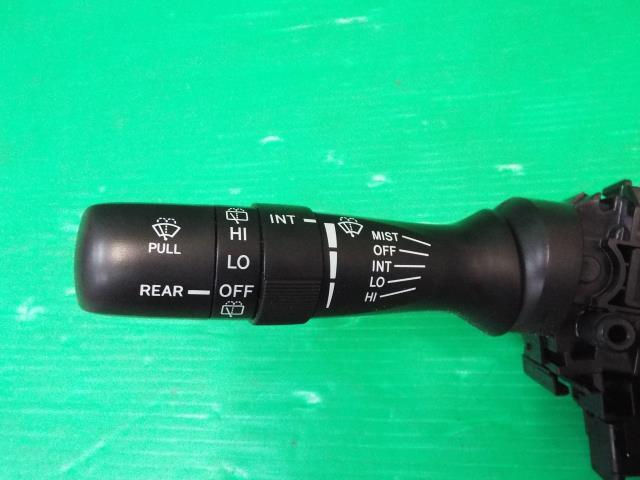 PULL
REAR
HI
LO
OFF
INT
MIST
OFF
INT
LO
HI